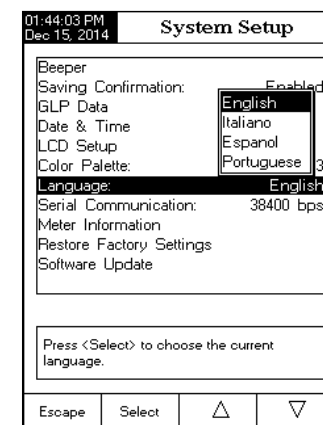 01:44:03 PM
Dec 15, 2014
System Setup
Beeper
Saving Confirmation: Enabled
GLP Data
Date & Time
LCD Setup
Color Palette: 3
Language: English
Serial Communication: 38400 bps
Meter Information
Restore Factory Settings
Software Update
English
Italiano
Espanol
Portuguese
Press <Select> to choose the current
language.
Escape Select △ ▽